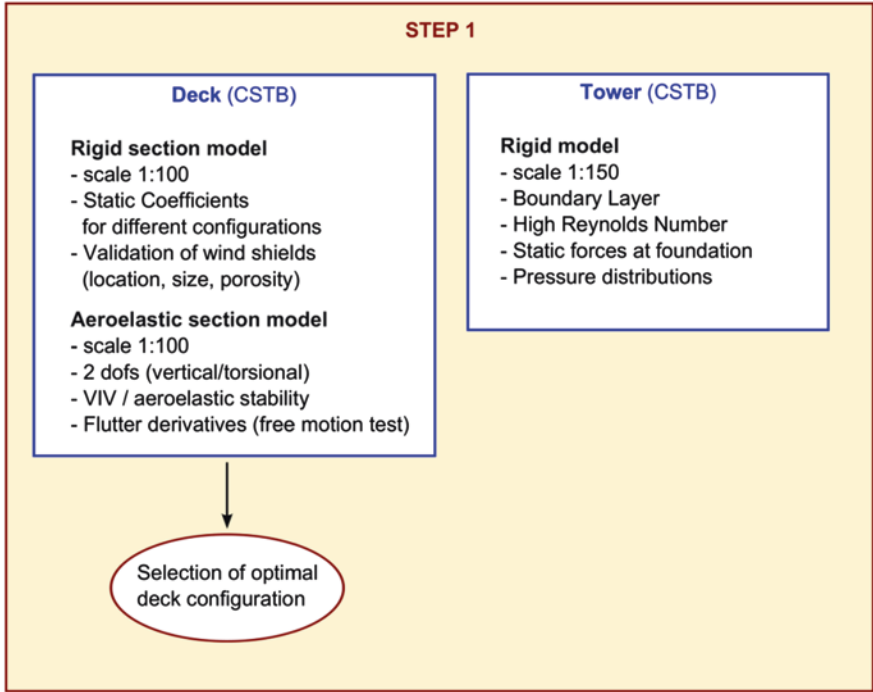 STEP 1
Deck (CSTB)
Rigid section model
- scale 1:100
- Static Coefficients
for different configurations
- Validation of wind shields
(location, size, porosity)
Aeroelastic section model
- scale 1:100
- 2 dofs (vertical/torsional)
- VIV / aeroelastic stability
- Flutter derivatives (free motion test)
Selection of optimal
deck configuration
Tower (CSTB)
Rigid model
- scale 1:150
- Boundary Layer
- High Reynolds Number
- Static forces at foundation
- Pressure distributions